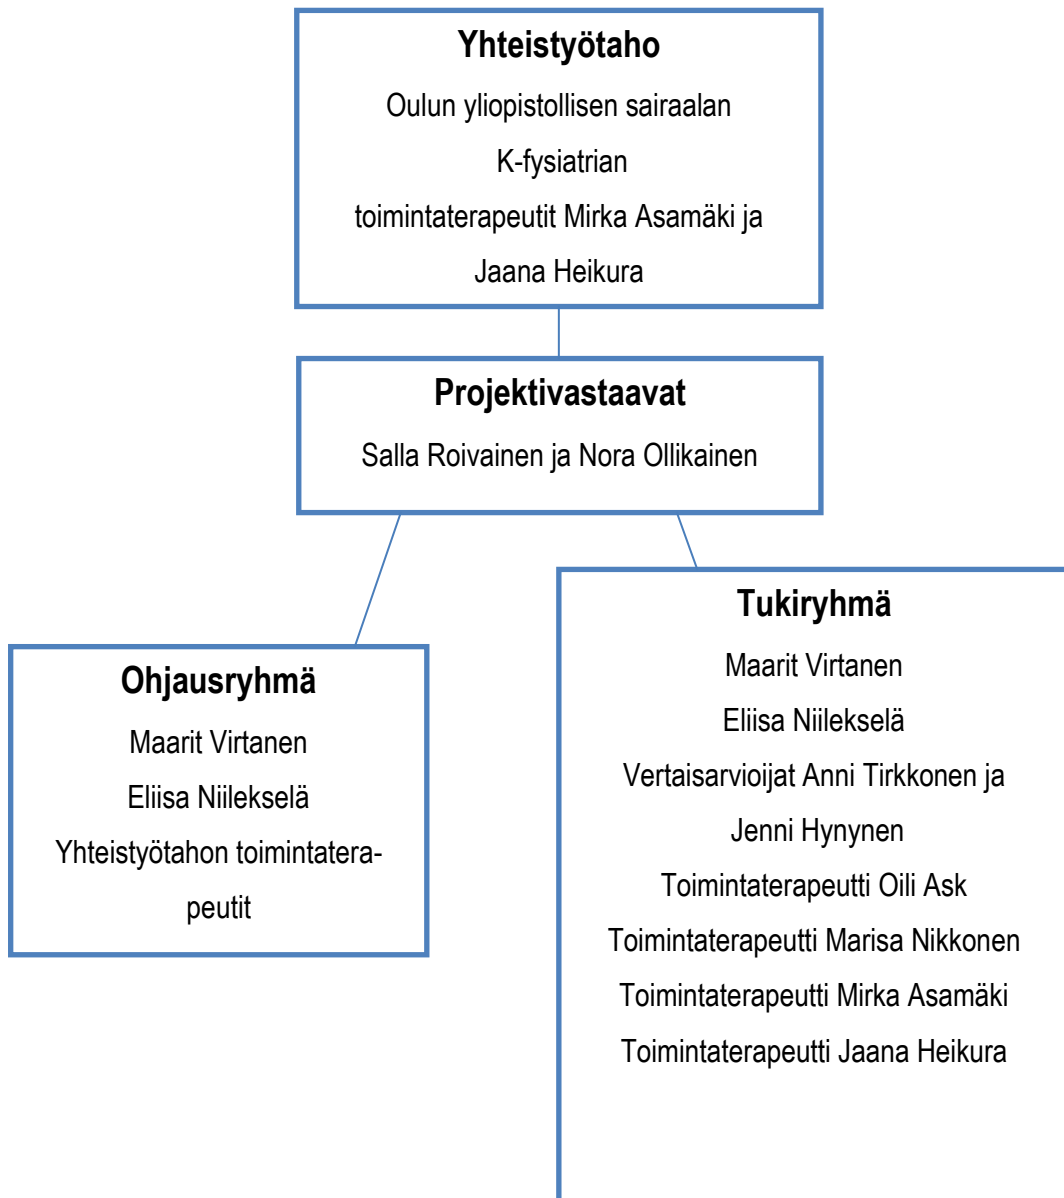 Yhteistyötaho
Oulun yliopistollisen sairaalan
K-fysiatrian
toimintaterapeutit Mirka Asamäki ja
Jaana Heikura
Projektivastaavat
Salla Roivainen ja Nora Ollikainen
Ohjausryhmä
Maarit Virtanen
Eliisa Niilekselä
Yhteistyötahon toimintatera-
peutit
Tukiryhmä
Maarit Virtanen
Eliisa Niilekselä
Vertaisarvioijat Anni Tirkkonen ja
Jenni Hynynen
Toimintaterapeutti Oili Ask
Toimintaterapeutti Marisa Nikkonen
Toimintaterapeutti Mirka Asamäki
Toimintaterapeutti Jaana Heikura